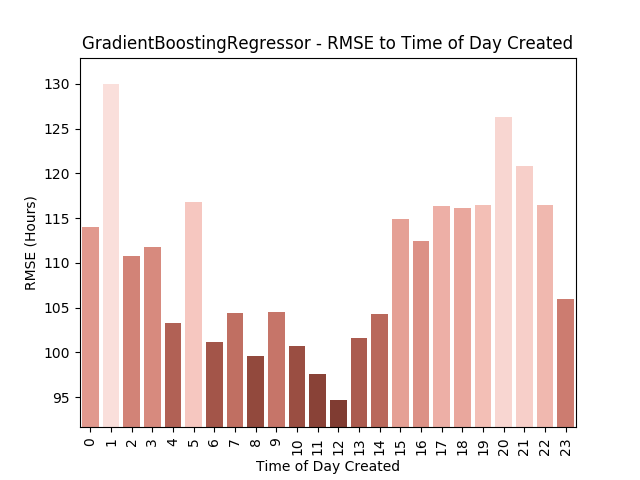 GradientBoostingRegressor - RMSE to Time of Day Created
RMSE (Hours)
130
125
120
115
110
105
100
95
0 1 2 3 4 5 6 7 8 9 10 11 12 13 14 15 16 17 18 19 20 21 22 23
Time of Day Created